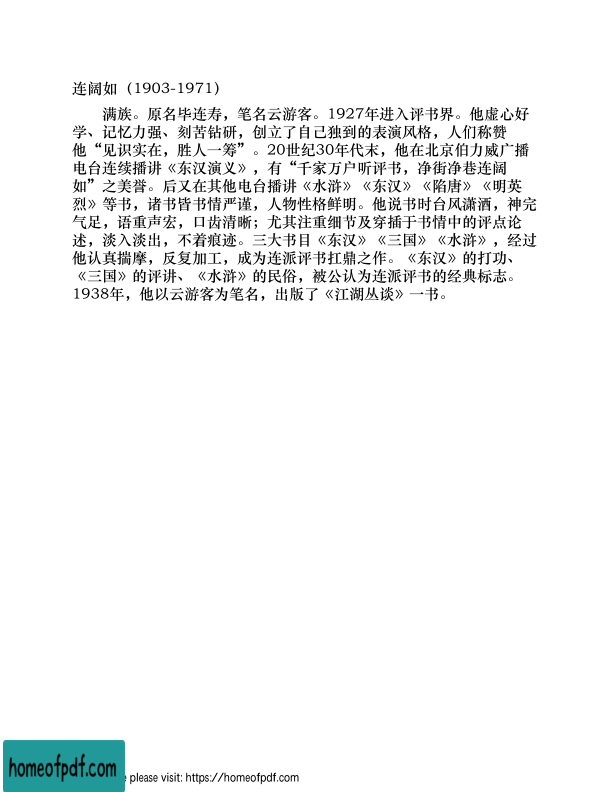 连阔如（1903-1971）
满族。原名毕连寿，笔名云游客。1927年进入评书界。他虚心好
学、记忆力强、刻苦钻研，创立了自己独到的表演风格，人们称赞
他“见识实在，胜人一筹”。20世纪30年代末，他在北京伯力威广播
电台连续播讲《东汉演义》，有“千家万户听评书，净街净巷连阔
如”之美誉。后又在其他电台播讲《水浒》《东汉》《隋唐》《明英
烈》等书，诸书皆书情严谨，人物性格鲜明。他说书时台风潇洒，神完
气足，语重声宏，口齿清晰；尤其注重细节及穿插于书情中的评点论
述，淡入淡出，不着痕迹。三大书目《东汉》《三国》《水浒》，经过
他认真揣摩，反复加工，成为连派评书扛鼎之作。《东汉》的打功、
《三国》的评讲、《水浒》的民俗，被公认为连派评书的经典标志。
1938年，他以云游客为笔名，出版了《江湖丛谈》一书。
homeofpdf.com
e please visit: https://homeofpdf.com